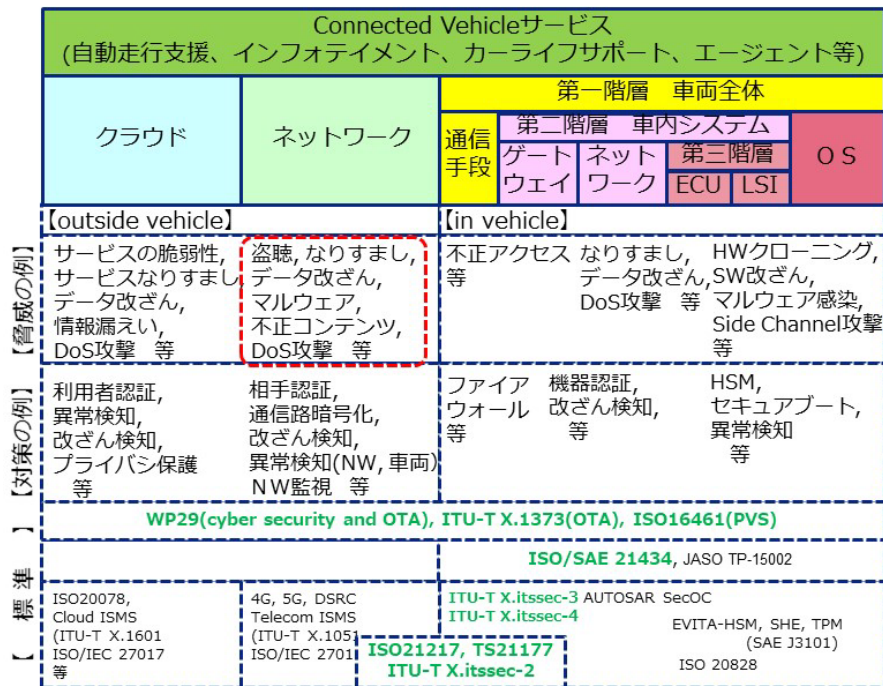 Connected Vehicleサービス
(自動走行支援、インフォテイメント、カーライフサポート、エージェント等)
クラウド
ネットワーク
第一階層　車両全体
通信
手段
第二階層　車内システム
ゲート
ウェイ
ネット
ワーク
第三階層
ECU
LSI
ＯＳ
【outside vehicle】
【in vehicle】
【脅威の例】
サービスの脆弱性,
サービスなりすまし,
データ改ざん,
情報漏えい,
DoS攻撃　等
盗聴, なりすまし,
データ改ざん,
マルウェア,
不正コンテンツ,
DoS攻撃　等
不正アクセス
等
なりすまし,
データ改ざん,
DoS攻撃　等
HWクローニング,
SW改ざん,
マルウェア感染,
Side Channel攻撃
等
【対策の例】
利用者認証,
異常検知,
改ざん検知,
プライバシ保護
等
相手認証,
通信路暗号化,
改ざん検知,
異常検知(NW, 車両)
ＮＷ監視　等
ファイア
ウォール
等
機器認証,
改ざん検知,
等
HSM,
セキュアブート,
異常検知
等
【標準】
WP29(cyber security and OTA), ITU-T X.1373(OTA), ISO16461(PVS)
ISO/SAE 21434, JASO TP-15002
ISO20078,
Cloud ISMS
(ITU-T X.1601
ISO/IEC 27017
等
4G, 5G, DSRC
Telecom ISMS
(ITU-T X.1051
ISO/IEC 2701
ISO21217, TS21177
ITU-T X.itssec-2
ITU-T X.itssec-3 AUTOSAR SecOC
ITU-T X.itssec-4
EVITA-HSM, SHE, TPM
(SAE J3101)
ISO 20828